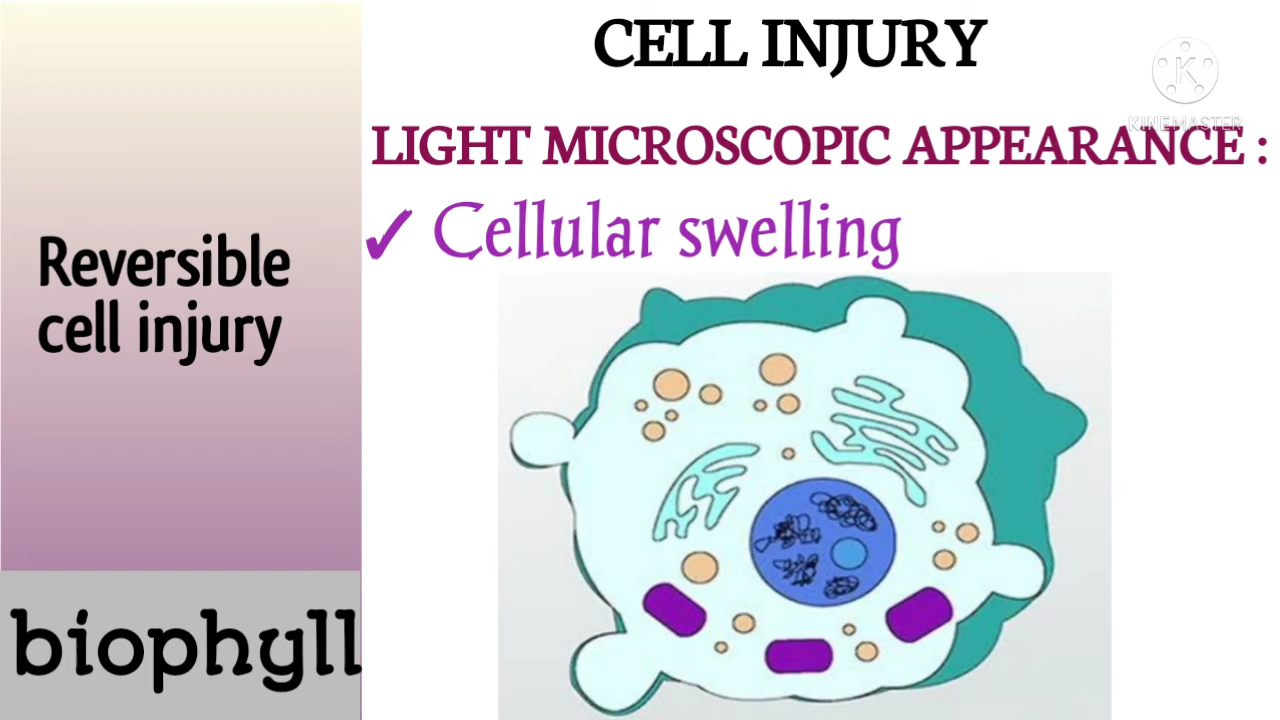 CELL INJURY
K
KINEMASTER
LIGHT MICROSCOPIC APPEARANCE :
✓ Cellular swelling
Reversible
cell injury
biophyll